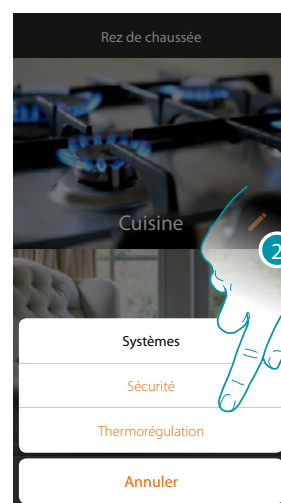 Rez de chaussée
Cuisine
2
Systèmes
Sécurité
Thermorégulation
Annuler